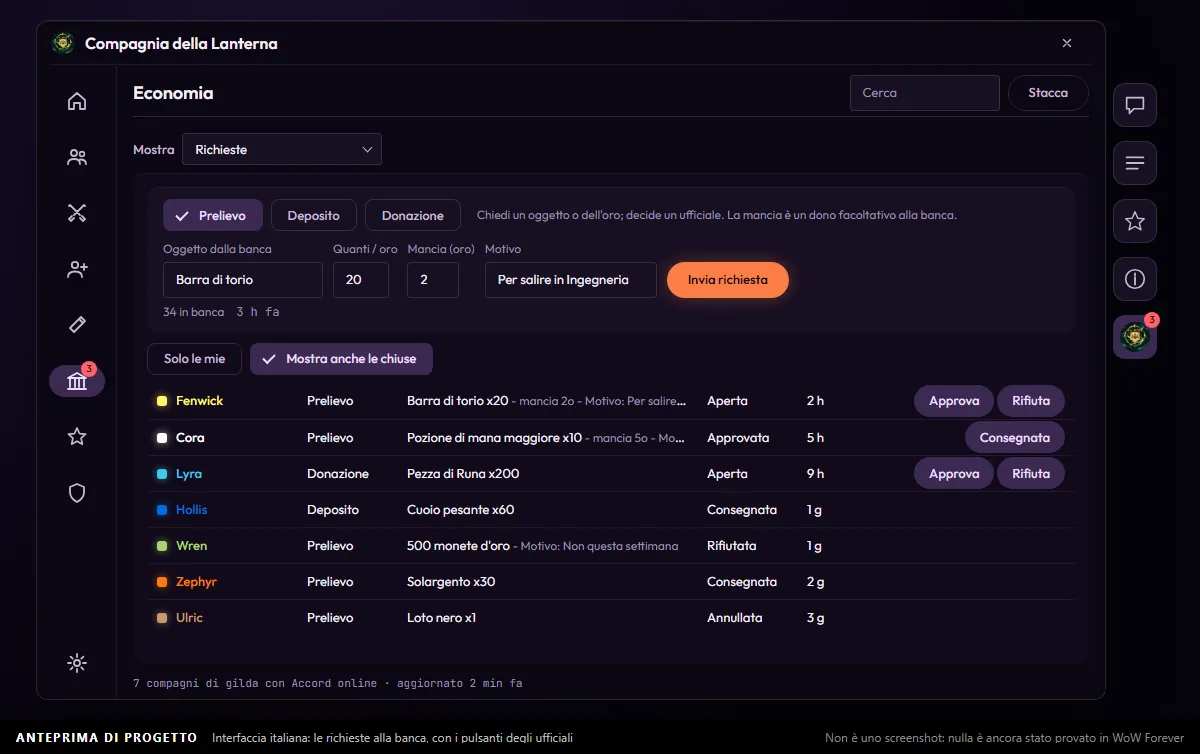 Compagnia della Lanterna
Economia
Cerca
Stacca
Mostra
Richieste
Prelievo
Deposito
Donazione
Chiedi un oggetto o dell'oro; decide un ufficiale. La mancia è un dono facoltativo alla banca.
Oggetto dalla banca
Quanti / oro
Mancia (oro)
Motivo
Barra di torio
20
2
Per salire in Ingegneria
Invia richiesta
34 in banca 3 h fa
Solo le mie
Mostra anche le chiuse
3
3
Fenwick Prelievo Barra di torio x20 - mancia 2o - Motivo: Per salire... Aperta 2 h Approva Rifiuta
Cora Prelievo Pozione di mana maggiore x10 - mancia 5o - Mo... Approvata 5 h Consegnata
Lyra Donazione Pezza di Runa x200 Aperta 9 h Approva Rifiuta
Hollis Deposito Cuoio pesante x60 Consegnata 1 g
Wren Prelievo 500 monete d'oro - Motivo: Non questa settimana Rifiutata 1 g
Zephyr Prelievo Solargento x30 Consegnata 2 g
Ulric Prelievo Loto nero x1 Annullata 3 g
7 compagni di gilda con Accord online · aggiornato 2 min fa
ANTEPRIMA DI PROGETTO Interfaccia italiana: le richieste alla banca, con i pulsanti degli ufficiali
Non è uno screenshot: nulla è ancora stato provato in WoW Forever